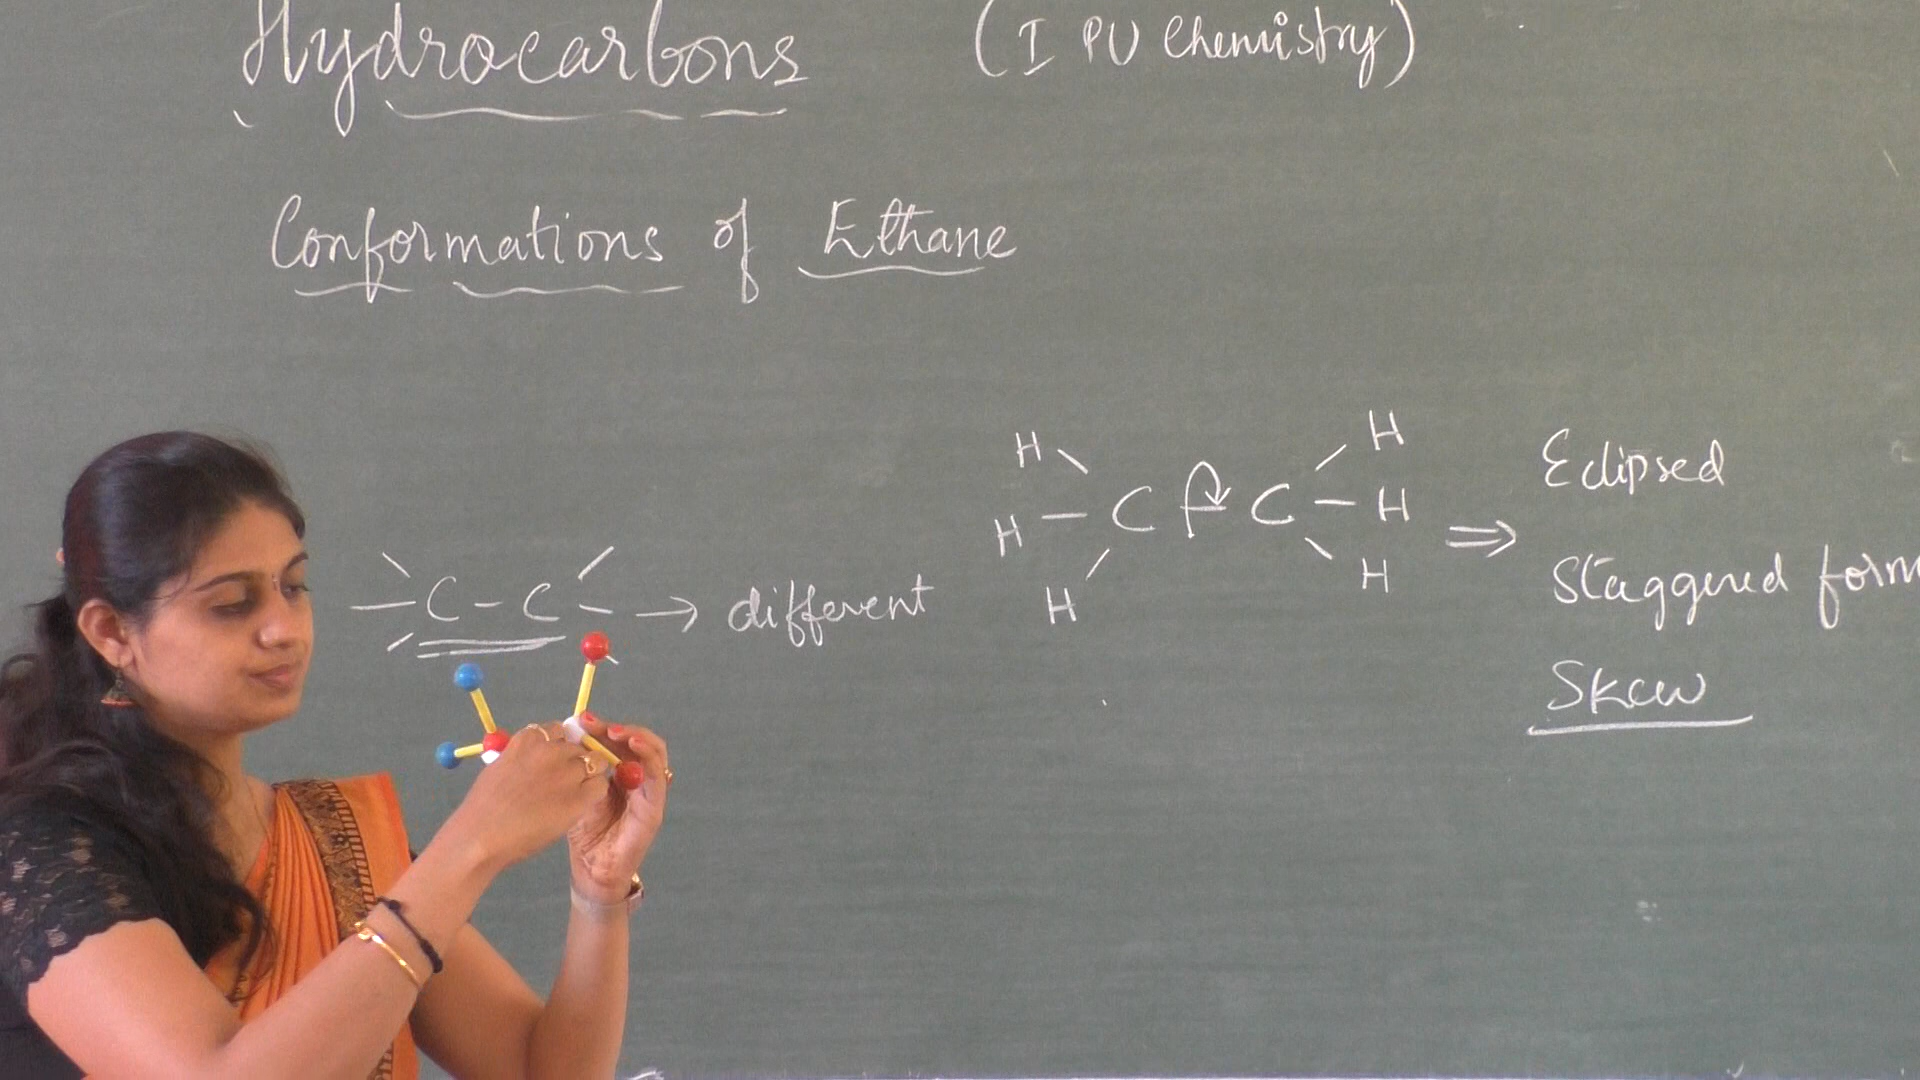 Hydrocarbons (I PU Chemistry)
Conformations of Ethane
C - C → different
H H
H - C C - H ⇒
H H
Eclipsed
Staggered form
Skew